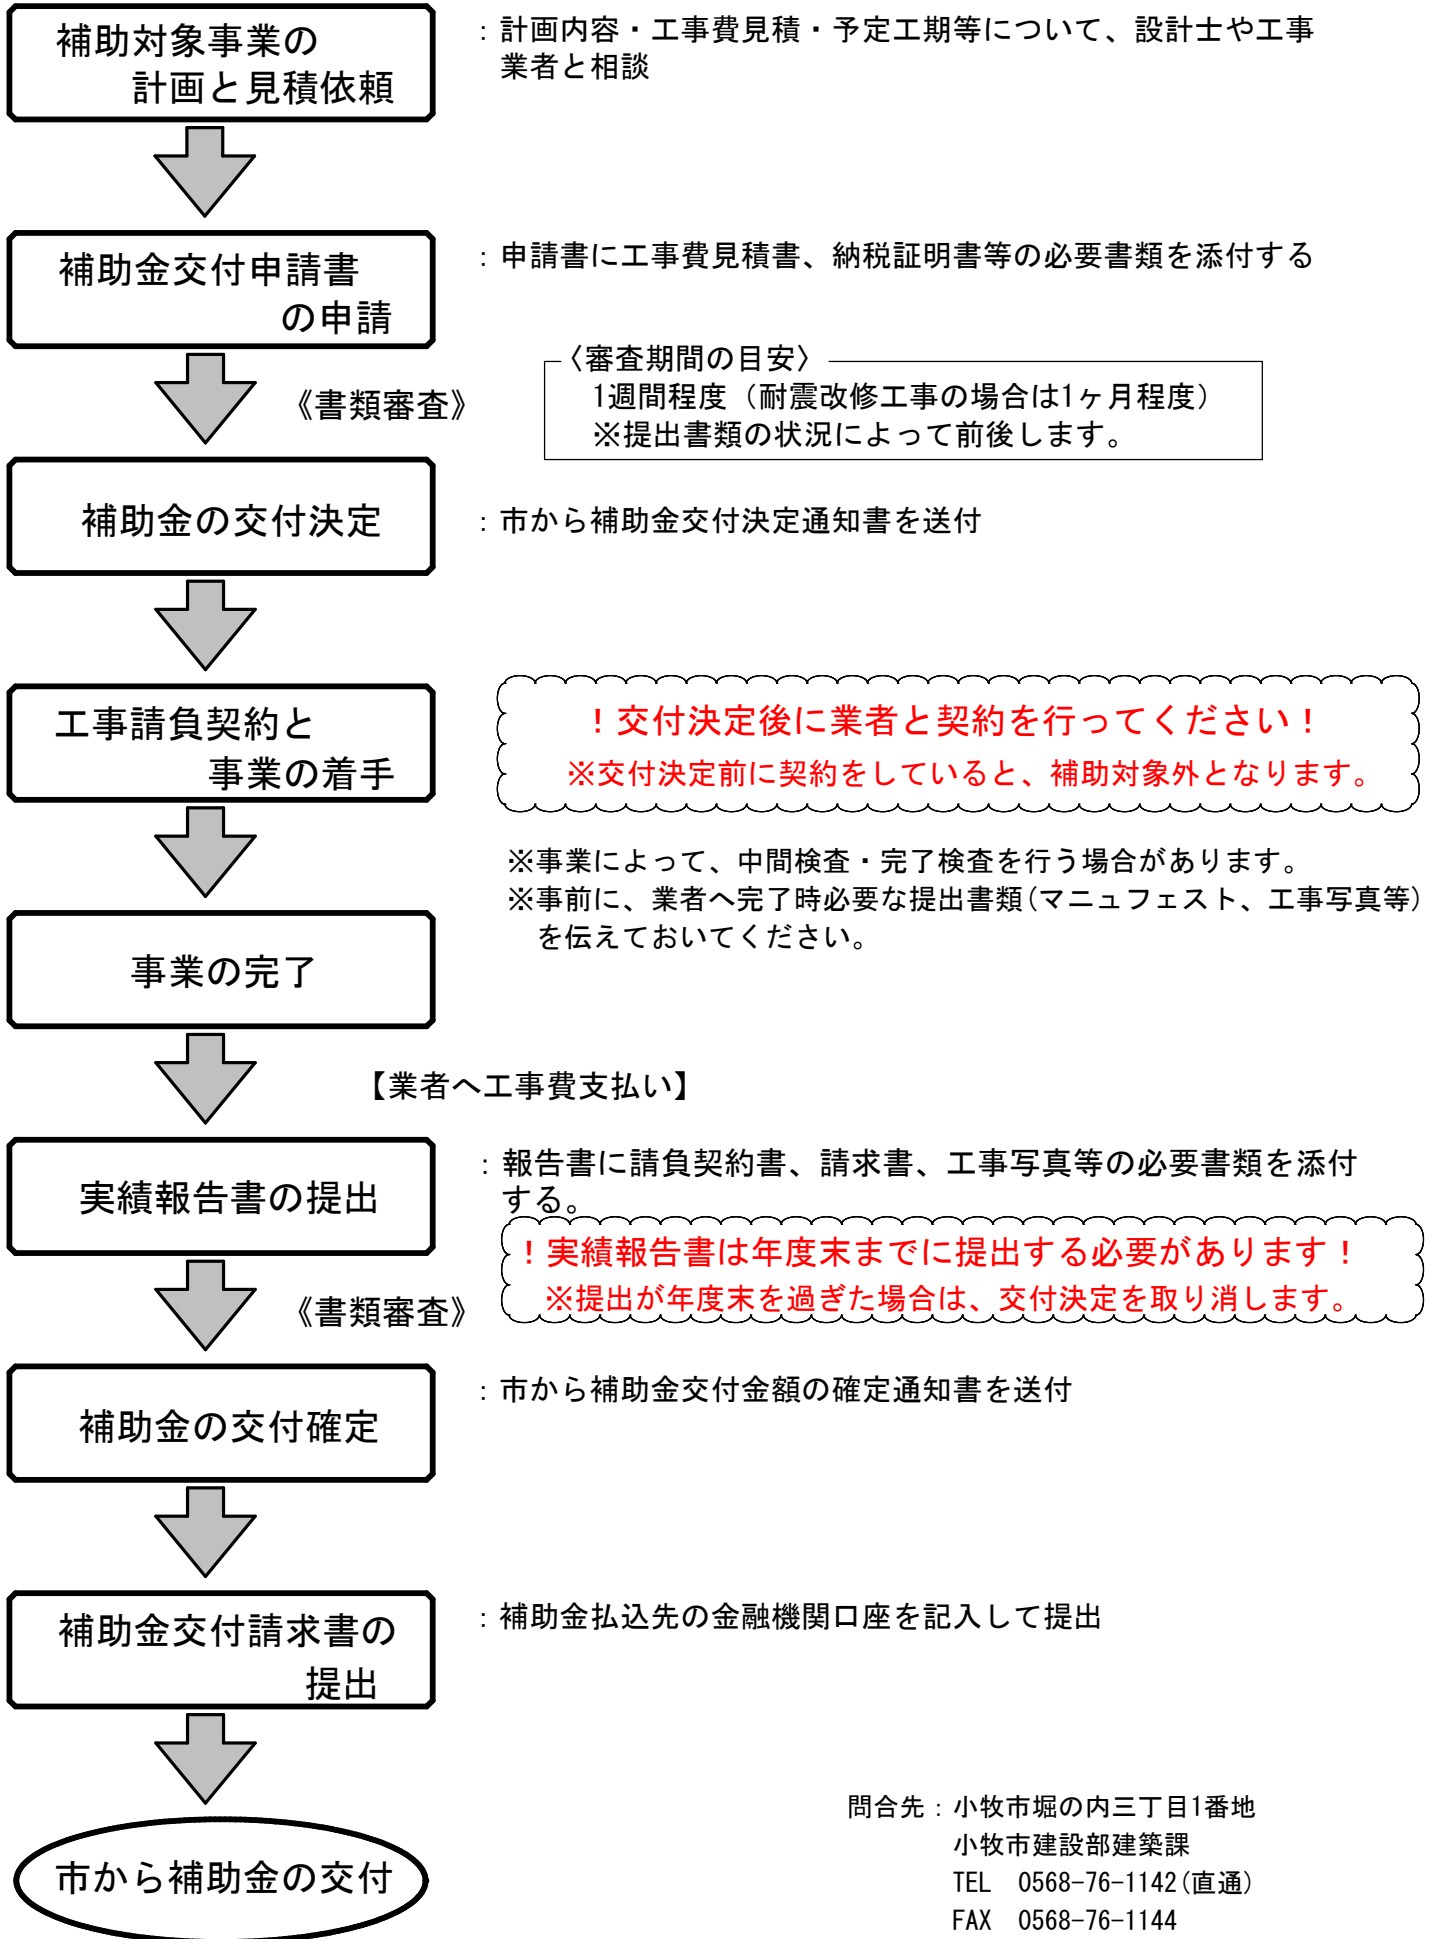 補助対象事業の
計画と見積依頼
：計画内容・工事費見積・予定工期等について、設計士や工事
業者と相談
補助金交付申請書
の申請
：申請書に工事費見積書、納税証明書等の必要書類を添付する
《書類審査》
〈審査期間の目安〉
1週間程度（耐震改修工事の場合は1ヶ月程度）
※提出書類の状況によって前後します。
補助金の交付決定
：市から補助金交付決定通知書を送付
工事請負契約と
事業の着手
！交付決定後に業者と契約を行ってください！
※交付決定前に契約をしていると、補助対象外となります。
※事業によって、中間検査・完了検査を行う場合があります。
※事前に、業者へ完了時必要な提出書類(マニュフェスト、工事写真等)
を伝えておいてください。
事業の完了
【業者へ工事費支払い】
実績報告書の提出
：報告書に請負契約書、請求書、工事写真等の必要書類を添付
する。
！実績報告書は年度末までに提出する必要があります！
※提出が年度末を過ぎた場合は、交付決定を取り消します。
《書類審査》
補助金の交付確定
：市から補助金交付金額の確定通知書を送付
補助金交付請求書の
提出
：補助金払込先の金融機関口座を記入して提出
市から補助金の交付
問合先：小牧市堀の内三丁目1番地
小牧市建設部建築課
TEL 0568-76-1142(直通)
FAX 0568-76-1144